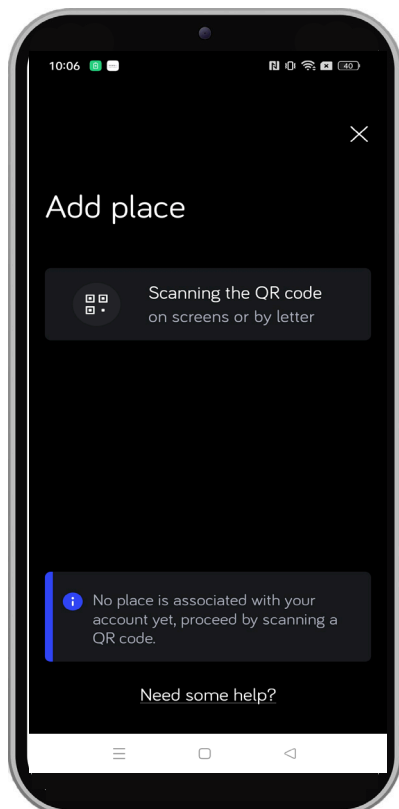 10:06
40
Add place
Scanning the QR code
on screens or by letter
No place is associated with your
account yet, proceed by scanning a
QR code.
Need some help?